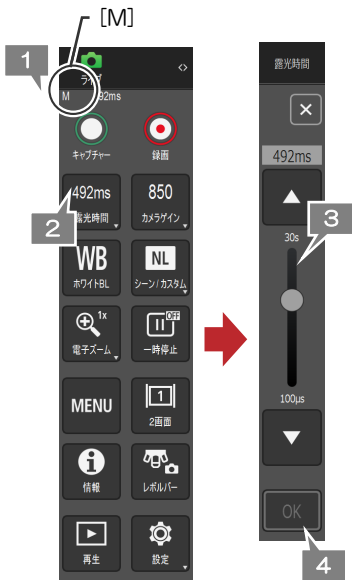 [M]
1
ライブ
M 492ms
キャプチャー 録画
492ms 850
2 露光時間 カメラゲイン
WB NL
ホワイトBL シーン/カスタム
1x OFF
電子ズーム 一時停止
MENU 1
2画面
情報 レボルバー
再生 設定
露光時間
×
492ms
3
30s
100μs
OK
4